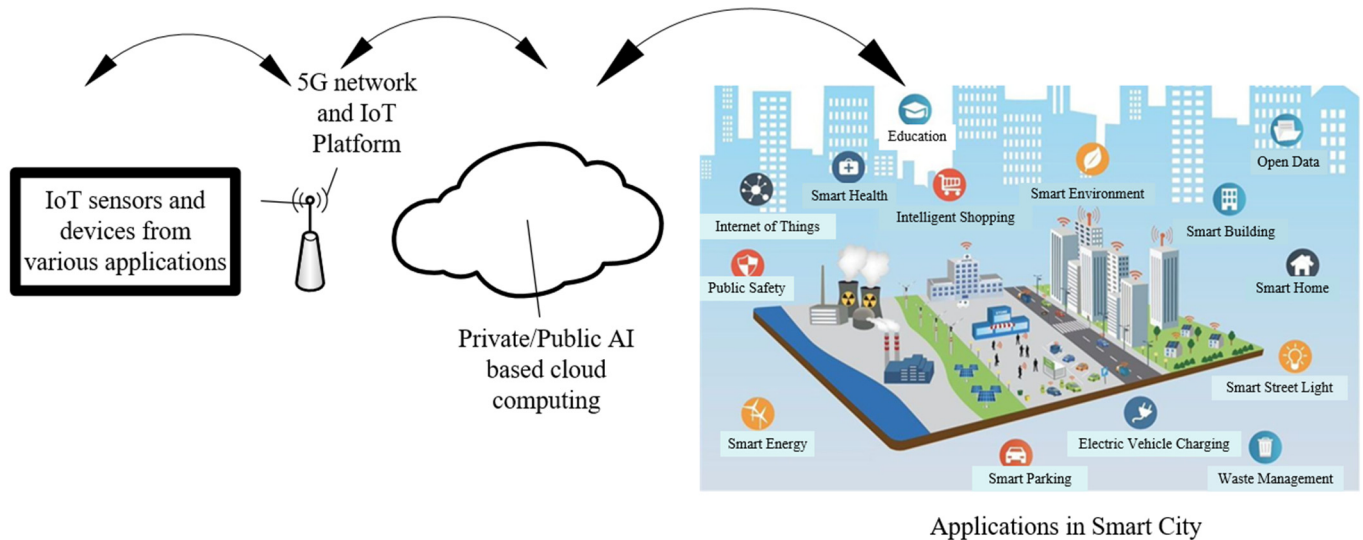 5G network
and IoT
Platform
IoT sensors and
devices from
various applications
Private/Public AI
based cloud
computing
Education
Open Data
Smart Health
Smart Environment
Intelligent Shopping
Internet of Things
Smart Building
Public Safety
Smart Home
Smart Street Light
Smart Energy
Electric Vehicle Charging
Smart Parking
Waste Management
Applications in Smart City